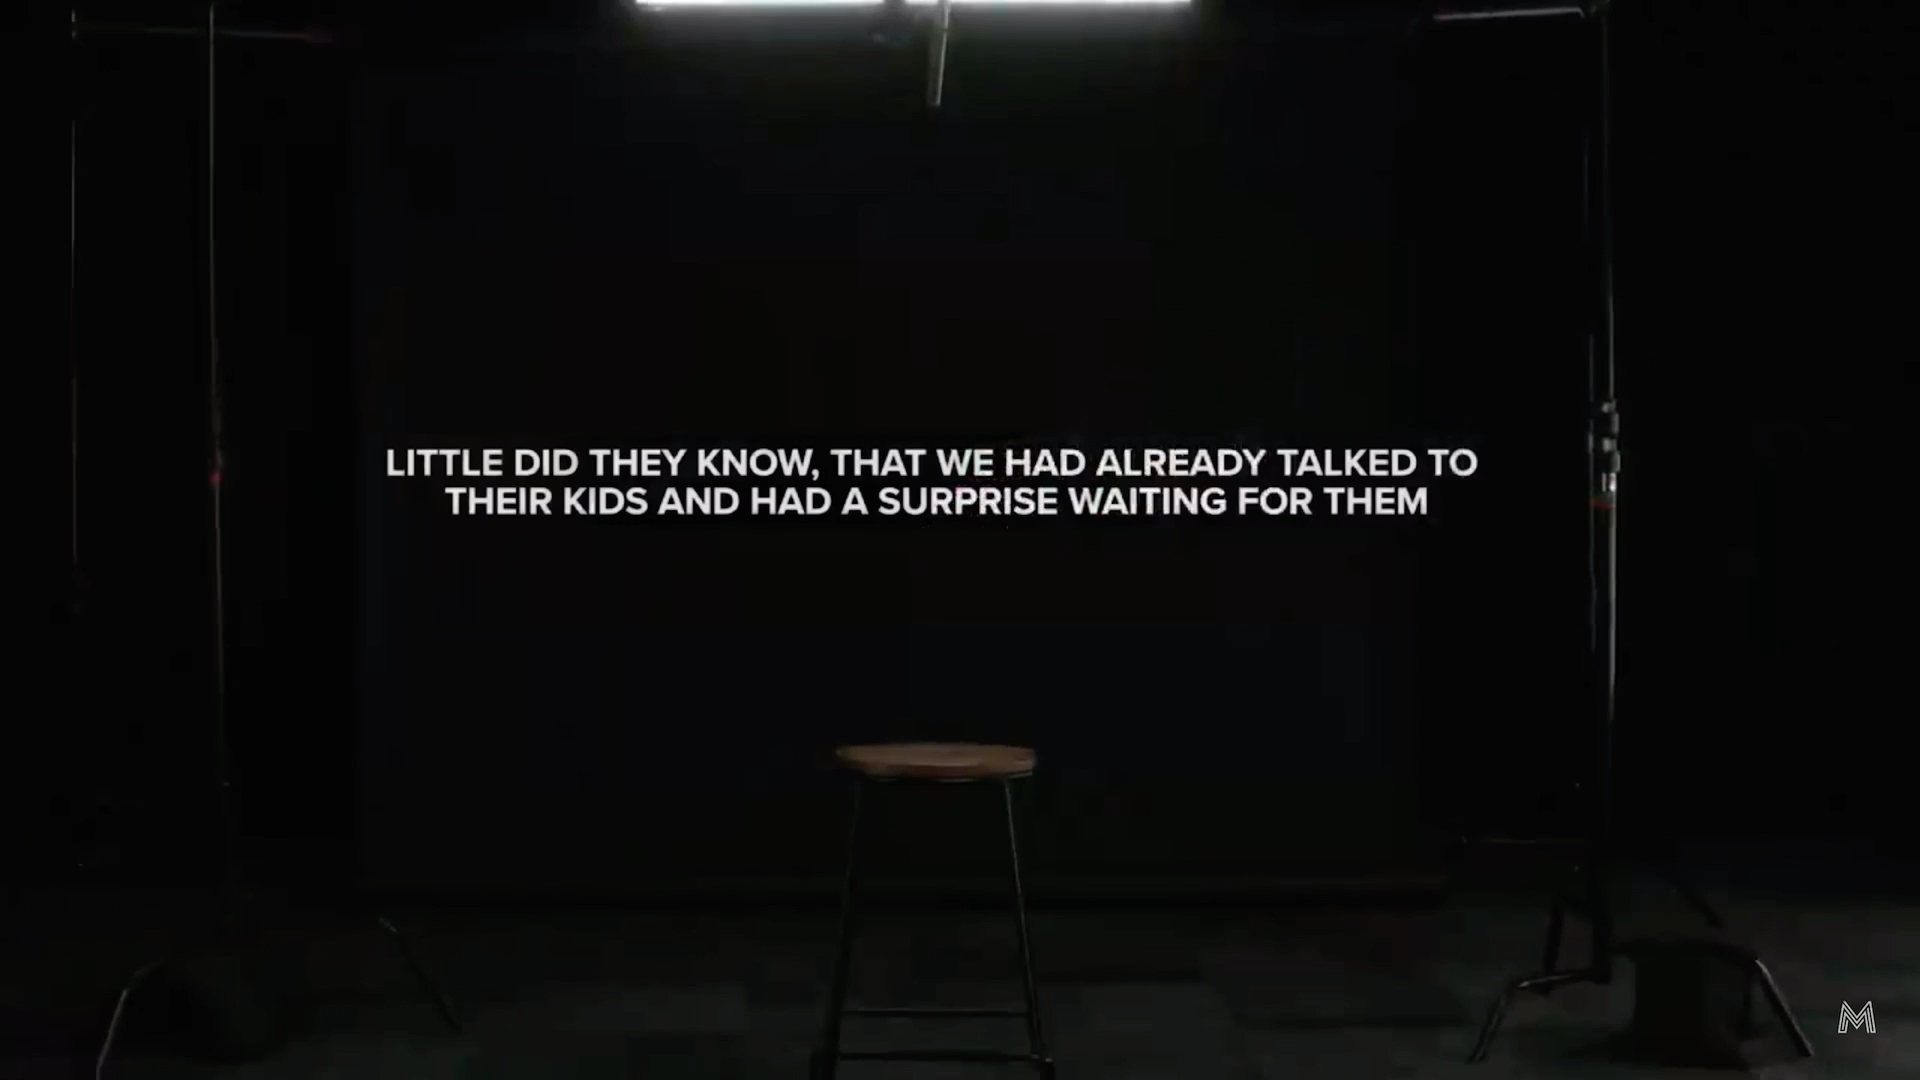 LITTLE DID THEY KNOW, THAT WE HAD ALREADY TALKED TO
THEIR KIDS AND HAD A SURPRISE WAITING FOR THEM
M